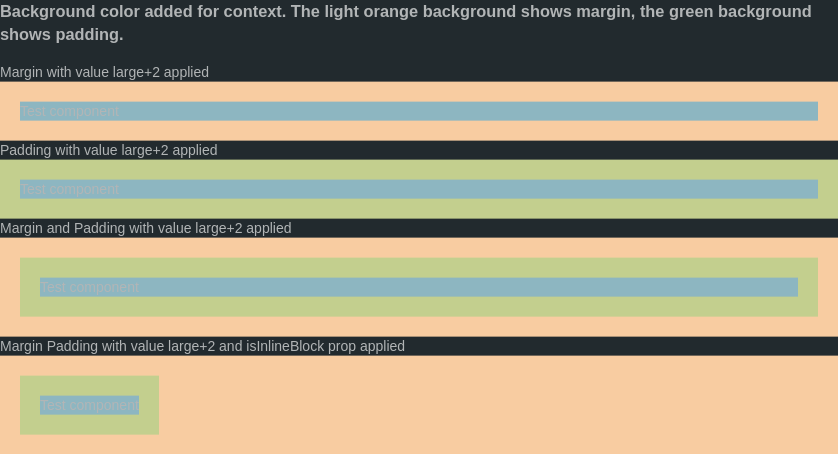 Background color added for context. The light orange background shows margin, the green background
shows padding.
Margin with value large+2 applied
Test component
Padding with value large+2 applied
Test component
Margin and Padding with value large+2 applied
Test component
Margin Padding with value large+2 and isInlineBlock prop applied
Test component